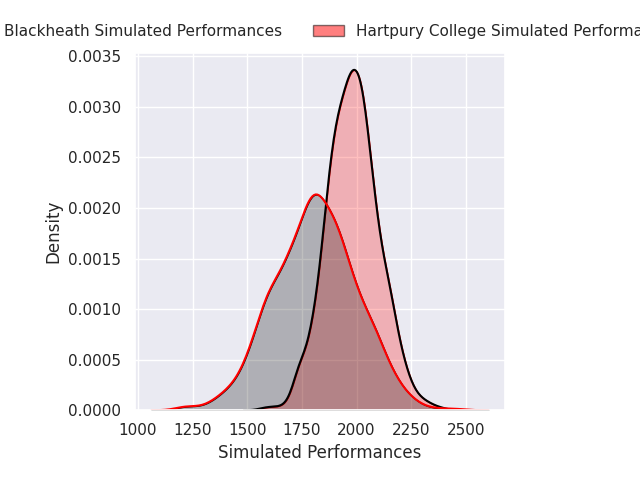 Blackheath Simulated Performances Hartpury College Simulated Performa
0.0035
0.0030
0.0025
0.0020
0.0015
0.0010
0.0005
0.0000
Density
1000 1250 1500 1750 2000 2250 2500
Simulated Performances